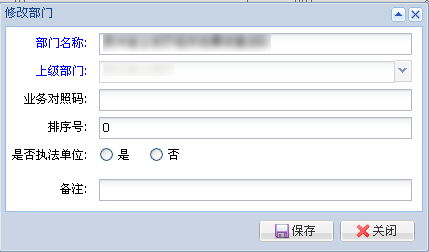 修改部门
部门名称:
上级部门:
业务对照码:
排序号: 0
是否执法单位: 是 否
备注:
保存 关闭